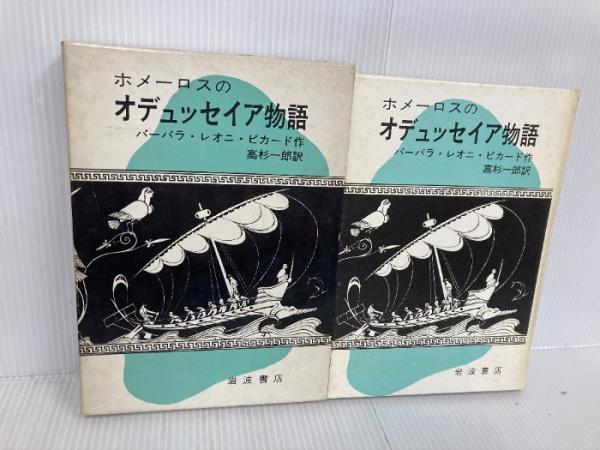 ホメーロスの
オデュッセイア物語
バーバラ・レオニ・ピカード作
高杉一郎訳
岩波書店
ホメーロスの
オデュッセイア物語
バーバラ・レオニ・ピカード作
高杉一郎訳
岩波書店